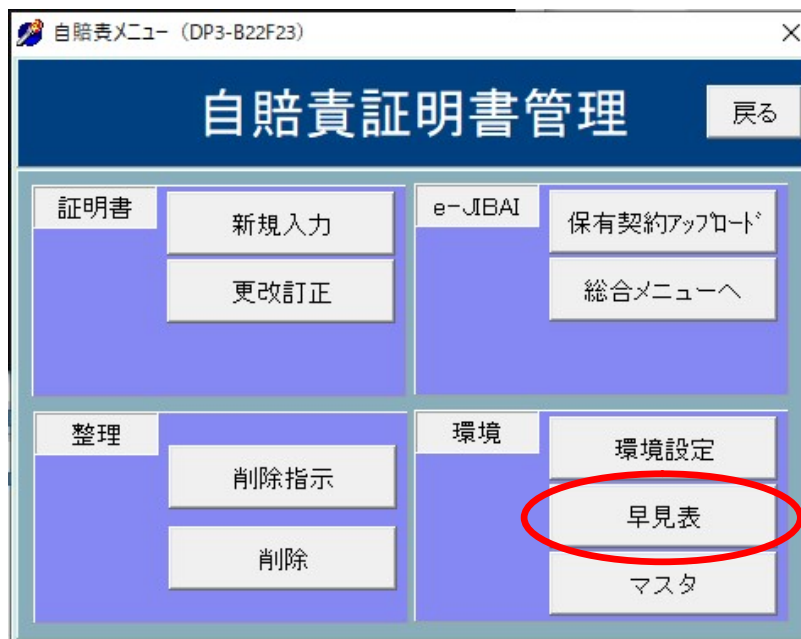 自賠責メニュー (DP3-B22F23)
自賠責証明書管理
戻る
証明書
新規入力
更改訂正
e-JIBAI
保有契約アップロード
総合メニューへ
整理
削除指示
削除
環境
環境設定
早見表
マスタ